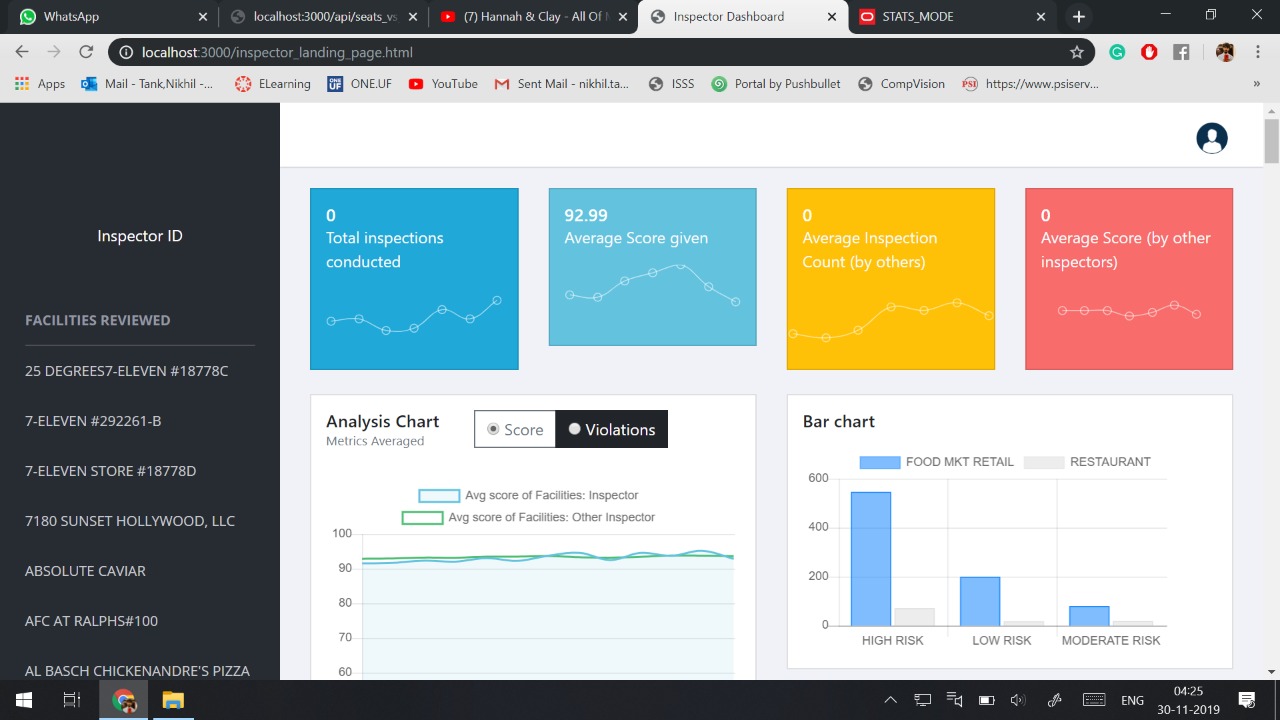 WhatsApp
localhost:3000/api/seats_vs
(7) Hannah & Clay - All Of M
Inspector Dashboard
STATS_MODE
localhost:3000/inspector_landing_page.html
Apps
Mail - Tank,Nikhil -...
ELearning
ONE.UF
YouTube
Sent Mail - nikhil.ta...
ISSS
Portal by Pushbullet
CompVision
https://www.psiserv...
»
Inspector ID
FACILITIES REVIEWED
25 DEGREES7-ELEVEN #18778C
7-ELEVEN #292261-B
7-ELEVEN STORE #18778D
7180 SUNSET HOLLYWOOD, LLC
ABSOLUTE CAVIAR
AFC AT RALPHS#100
AL BASCH CHICKENANDRE'S PIZZA
0
Total inspections
conducted
92.99
Average Score given
0
Average Inspection
Count (by others)
0
Average Score (by other
inspectors)
Analysis Chart
Metrics Averaged
Score
Violations
Avg score of Facilities: Inspector
Avg score of Facilities: Other Inspector
100
90
80
70
60
Bar chart
FOOD MKT RETAIL
RESTAURANT
600
400
200
0
HIGH RISK
LOW RISK
MODERATE RISK
ENG
04:25
30-11-2019